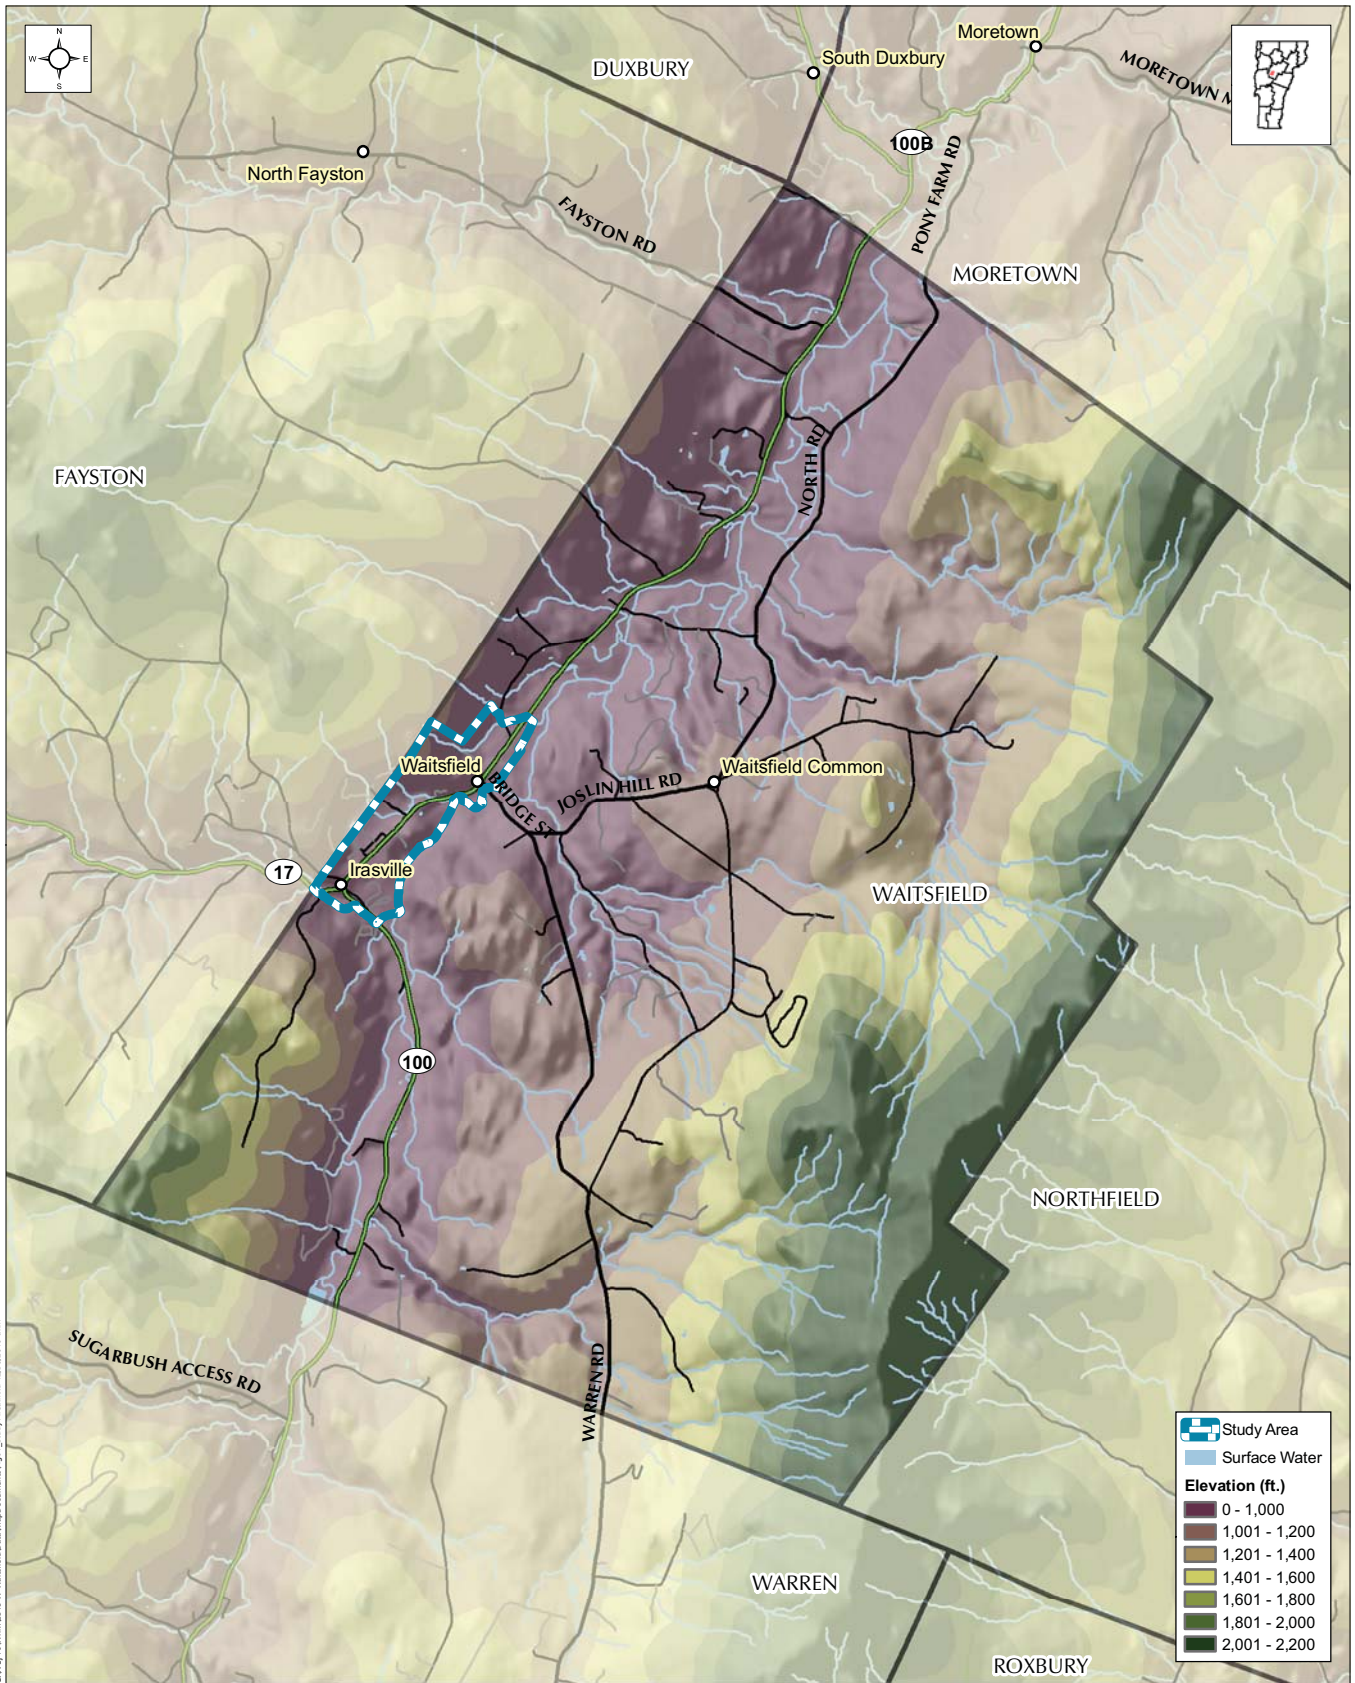 N
W E
S
DUXBURY
South Duxbury
Moretown
MORETOWN M
100B
North Fayston
FAYSTON RD
PONY FARM RD
MORETOWN
FAYSTON
NORTH RD
Waitsfield
BRIDGE ST
JOSLIN HILL RD
Waitsfield Common
17
Irasville
WAITSFIELD
100
NORTHFIELD
SUGARBUSH ACCESS RD
WARREN RD
WARREN
ROXBURY
Study Area
Surface Water
Elevation (ft.)
0 - 1,000
1,001 - 1,200
1,201 - 1,400
1,401 - 1,600
1,601 - 1,800
1,801 - 2,000
2,001 - 2,200